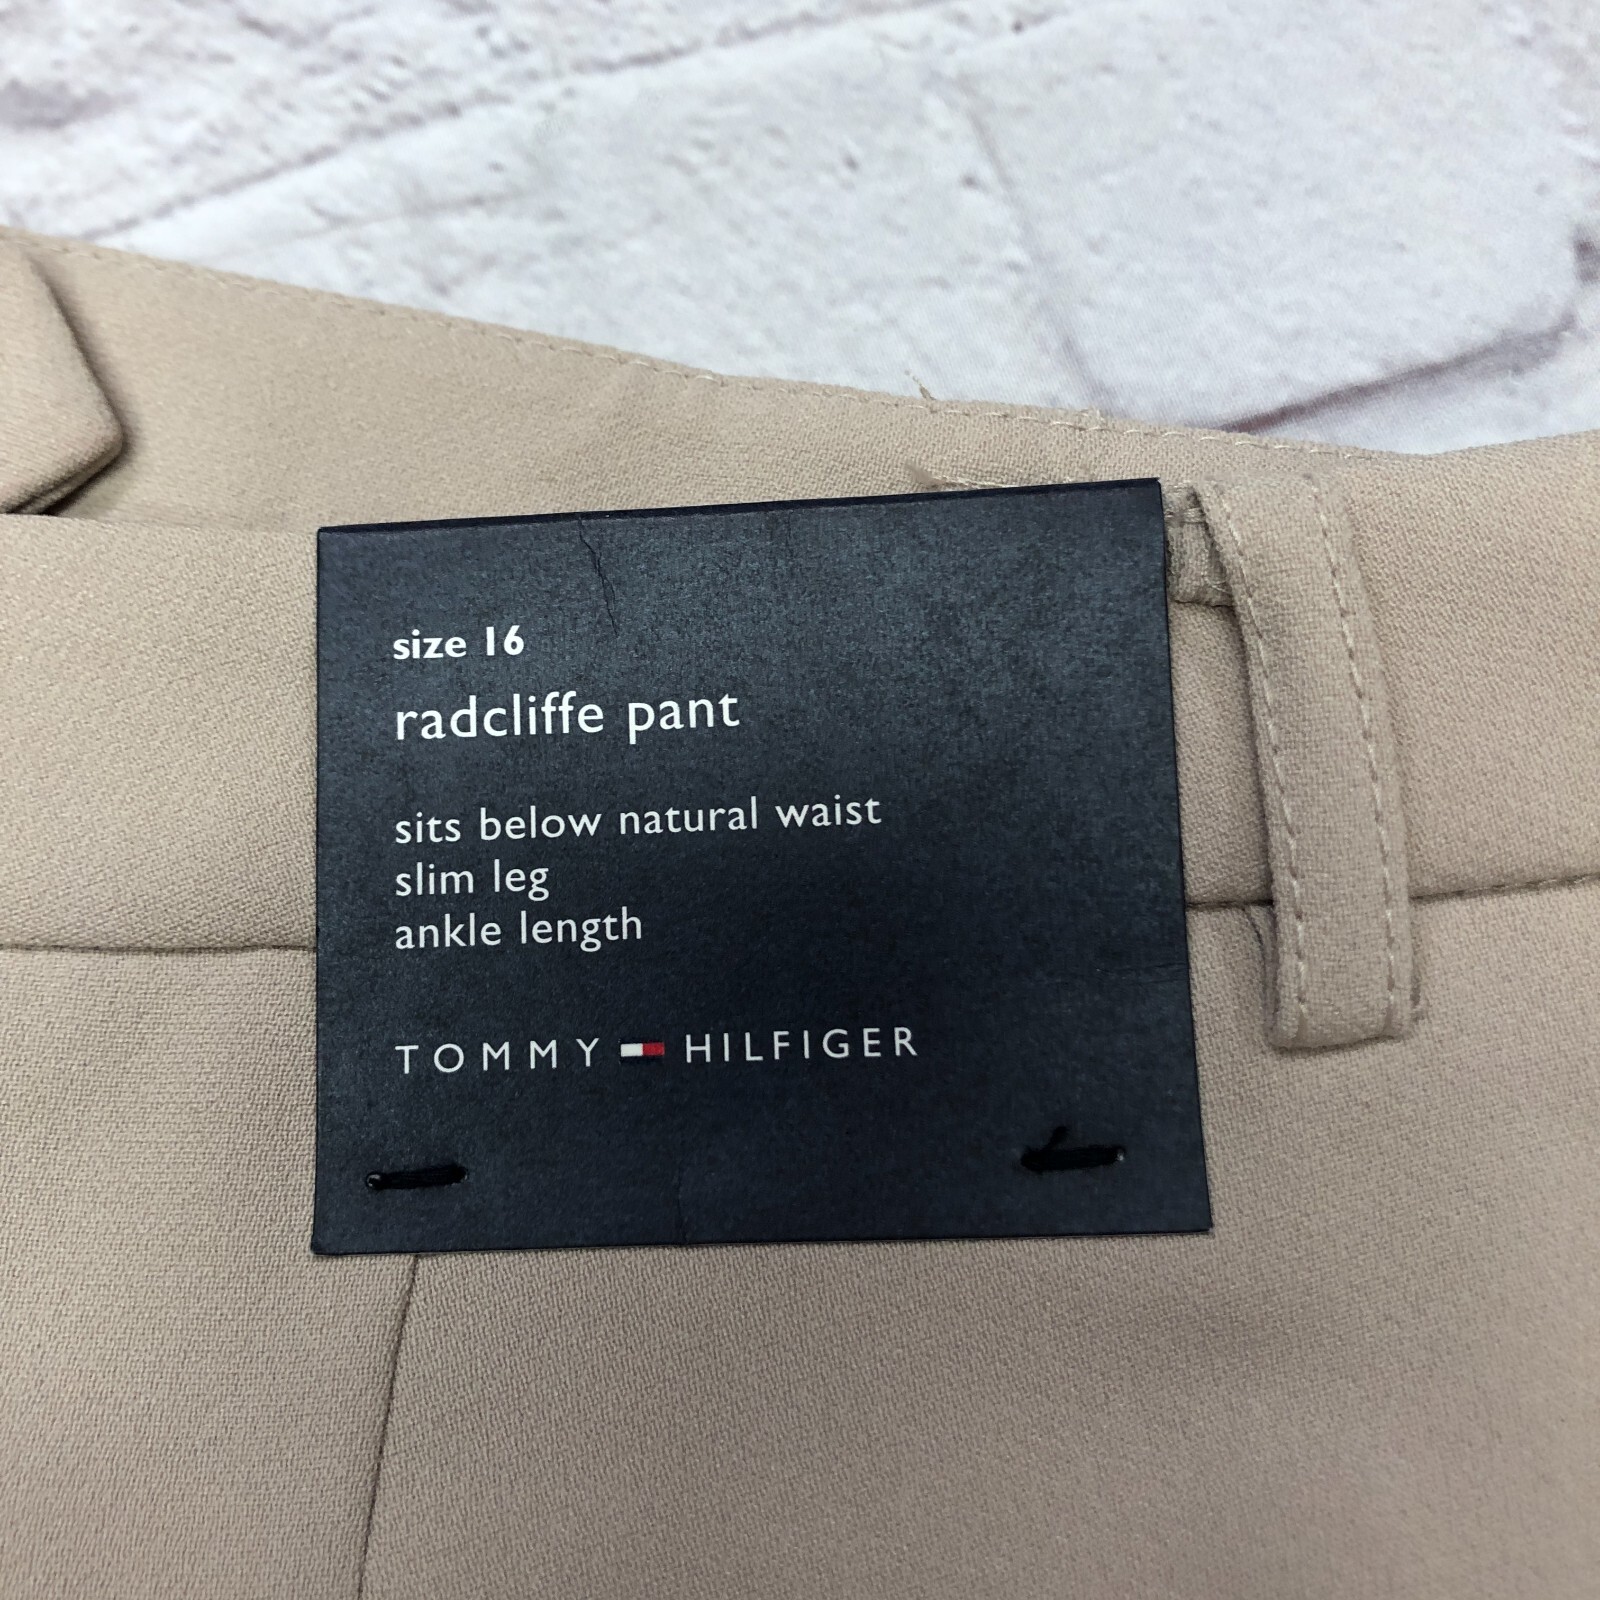 size 16
radcliffe pant
sits below natural waist
slim leg
ankle length
TOMMY HILFIGER